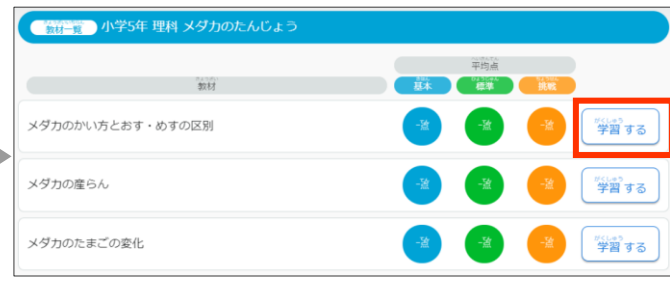 教材一覧 小学5年 理科 メダカのたんじょう
平均点
教材 基本 標準 挑戦
メダカのかい方とおす・めすの区別 -点 -点 -点 学習 する
メダカの産らん -点 -点 -点 学習 する
メダカのたまごの変化 -点 -点 -点 学習 する